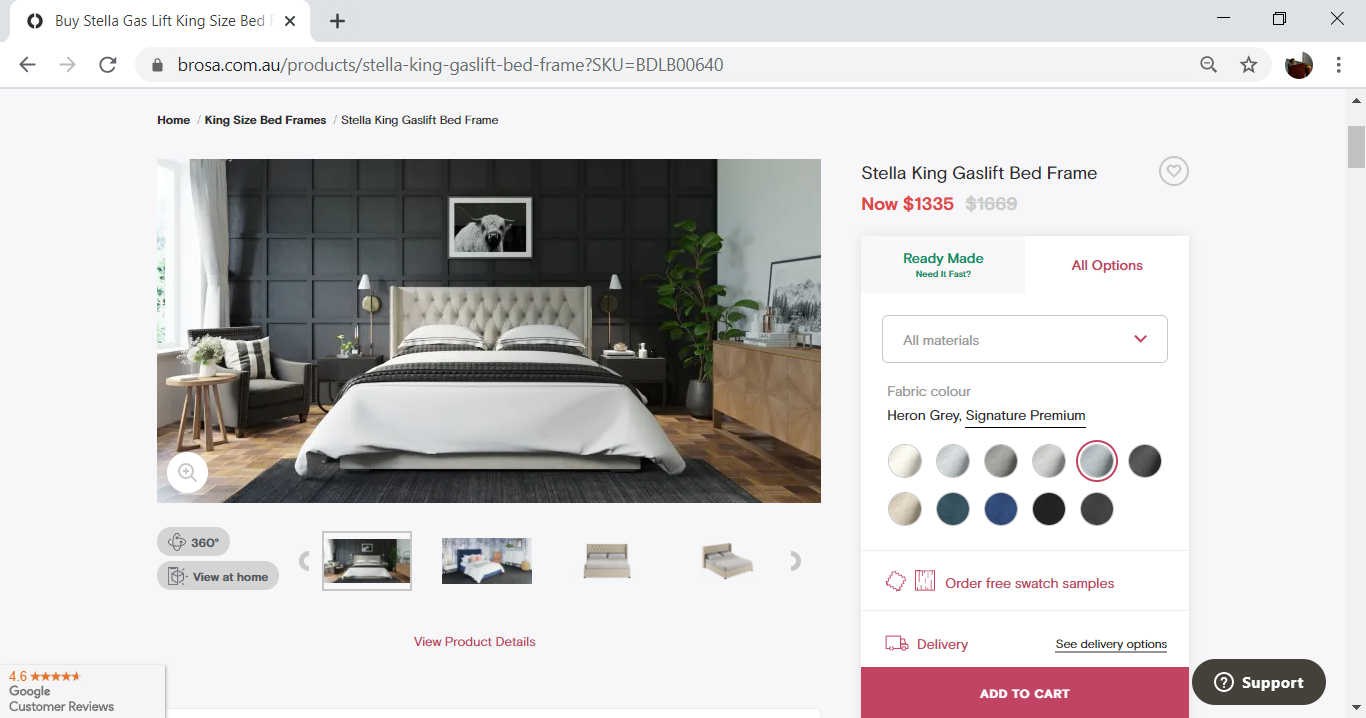 Buy Stella Gas Lift King Size Bed F
brosa.com.au/products/stella-king-gaslift-bed-frame?SKU=BDLB00640
Home / King Size Bed Frames / Stella King Gaslift Bed Frame
Stella King Gaslift Bed Frame
Now $1335 $1669
Ready Made
Need It Fast?
All Options
All materials
Fabric colour
Heron Grey, Signature Premium
360°
View at home
Order free swatch samples
View Product Details
Delivery
See delivery options
4.6
Google
Customer Reviews
ADD TO CART
Support